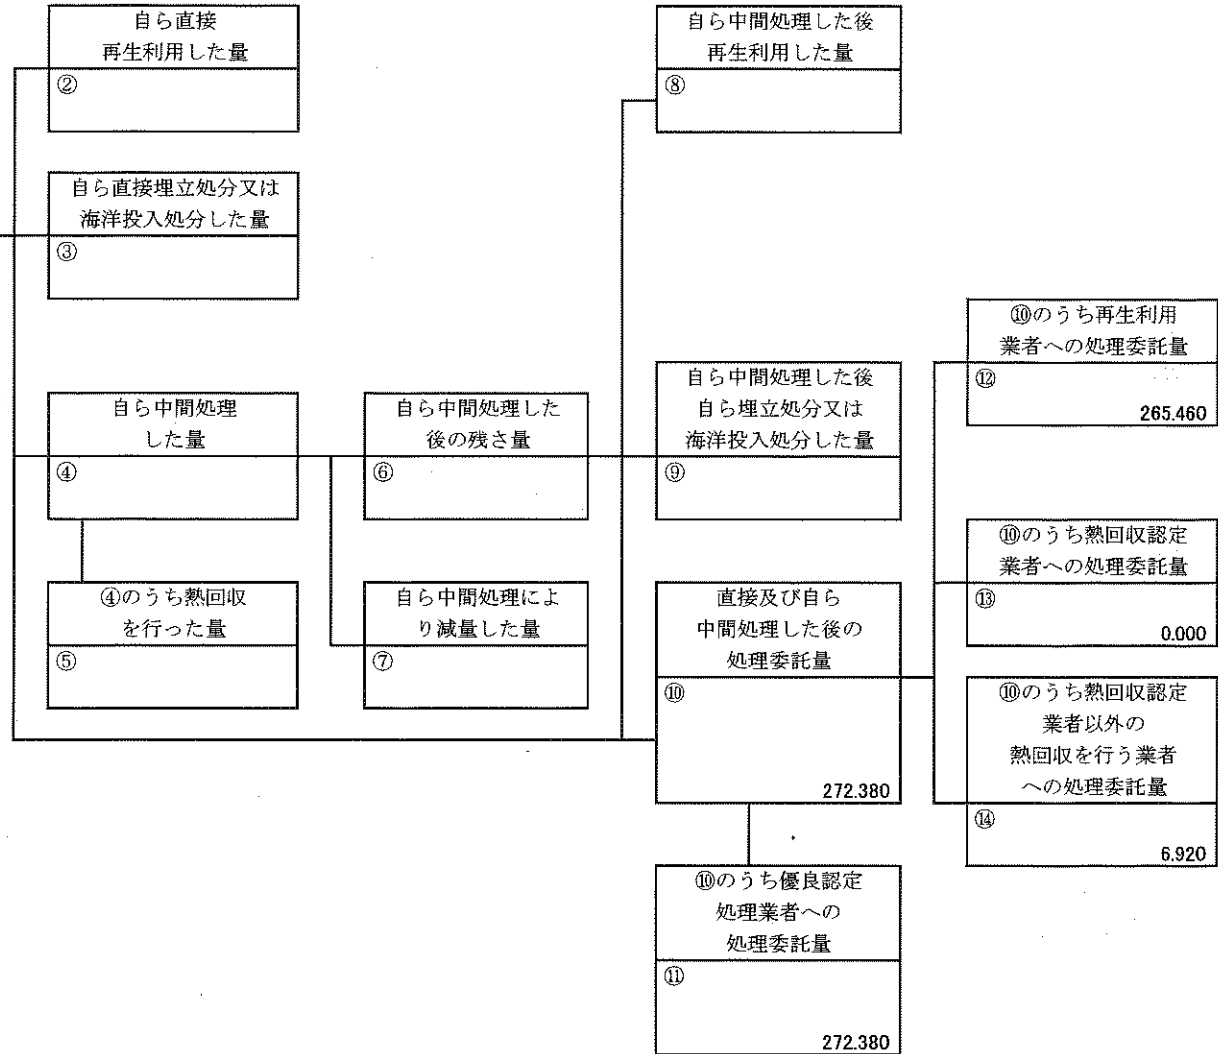 自ら直接
再生利用した量
②
自ら中間処理した後
再生利用した量
⑧
自ら直接埋立処分又は
海洋投入処分した量
③
⑩のうち再生利用
業者への処理委託量
⑫
265.460
自ら中間処理
した量
④
自ら中間処理した
後の残さ量
⑥
自ら中間処理した後
自ら埋立処分又は
海洋投入処分した量
⑨
⑩のうち熱回収認定
業者への処理委託量
⑬
0.000
④のうち熱回収
を行った量
⑤
自ら中間処理によ
り減量した量
⑦
直接及び自ら
中間処理した後の
処理委託量
⑩
272.380
⑩のうち熱回収認定
業者以外の
熱回収を行う業者
への処理委託量
⑭
6.920
⑩のうち優良認定
処理業者への
処理委託量
⑪
272.380